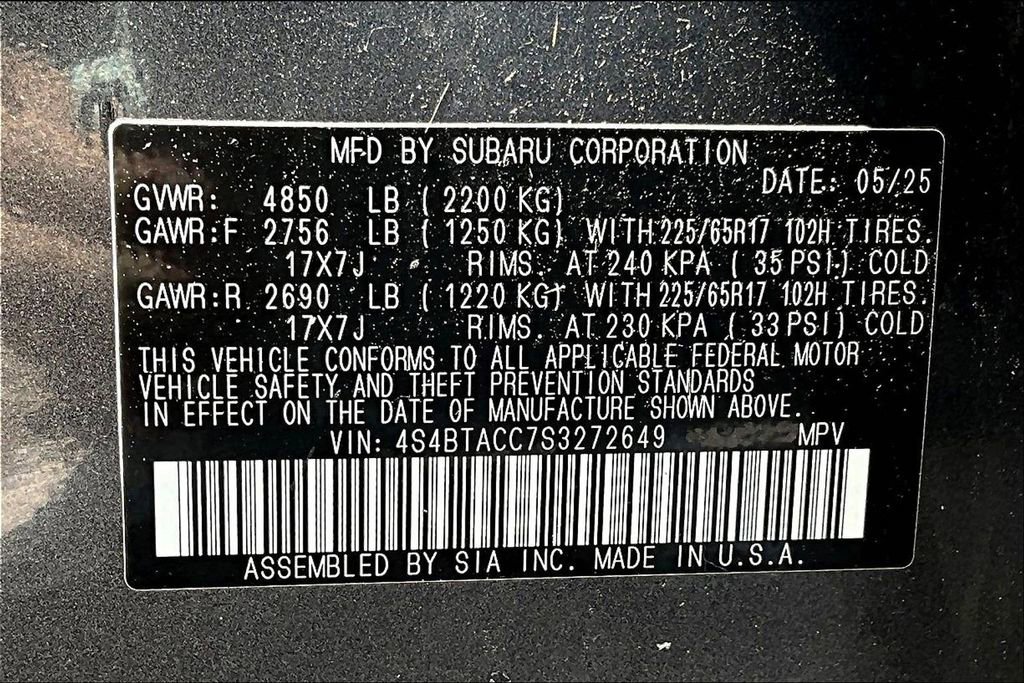 MFD BY SUBARU CORPORATION
DATE: 05/25
GVWR: 4850 LB ( 2200 KG)
GAWR:F 2756 LB ( 1250 KG) WITH 225/65R17 102H TIRES.
17X7J RIMS. AT 240 KPA ( 35 PSI.) COLD
GAWR:R 2690 LB ( 1220 KG) WITH 225/65R17 102H TIRES.
17X7J RIMS. AT 230 KPA ( 33 PSI) COLD
THIS VEHICLE CONFORMS TO ALL APPLICABLE FEDERAL MOTOR
VEHICLE SAFETY AND THEFT PREVENTION STANDARDS
IN EFFECT ON THE DATE OF MANUFACTURE SHOWN ABOVE.
VIN: 4S4BTACC7S3272649 MPV
ASSEMBLED BY SIA INC. MADE IN U.S.A.